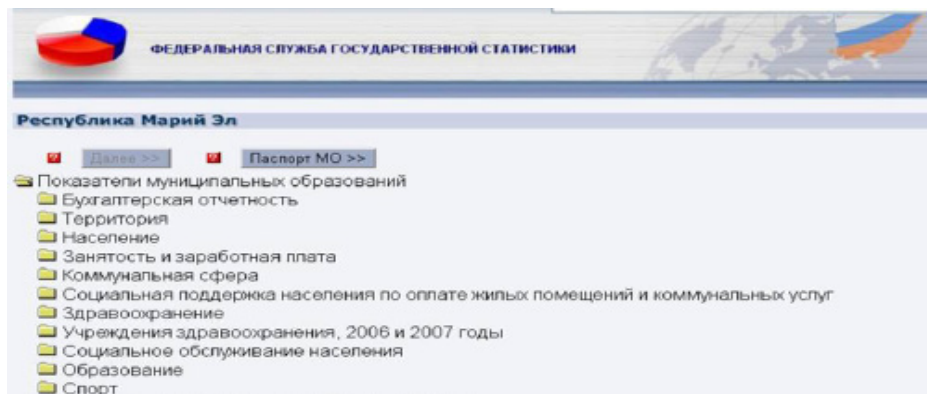 ФЕДЕРАЛЬНАЯ СЛУЖБА ГОСУДАРСТВЕННОЙ СТАТИСТИКИ
Республика Марий Эл
? Далее >> ? Паспорт МО >>
Показатели муниципальных образований
Бухгалтерская отчетность
Территория
Население
Занятость и заработная плата
Коммунальная сфера
Социальная поддержка населения по оплате жилых помещений и коммунальных услуг
Здравоохранение
Учреждения здравоохранения, 2006 и 2007 годы
Социальное обслуживание населения
Образование
Спорт